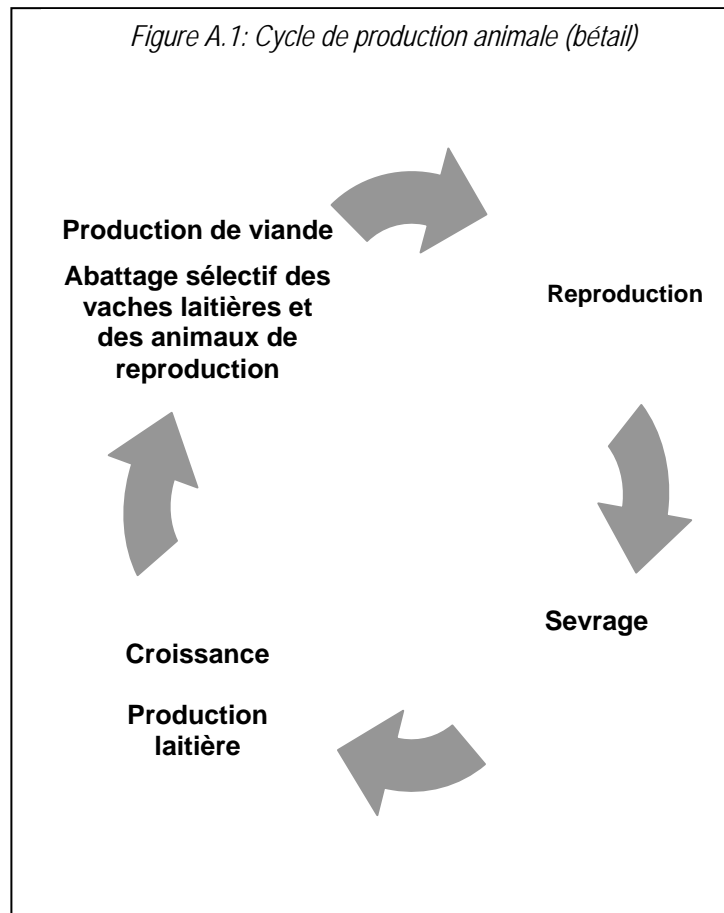 Figure A.1: Cycle de production animale (bétail)
Production de viande
Abattage sélectif des
vaches laitières et
des animaux de
reproduction
Reproduction
Sevrage
Croissance
Production
laitière